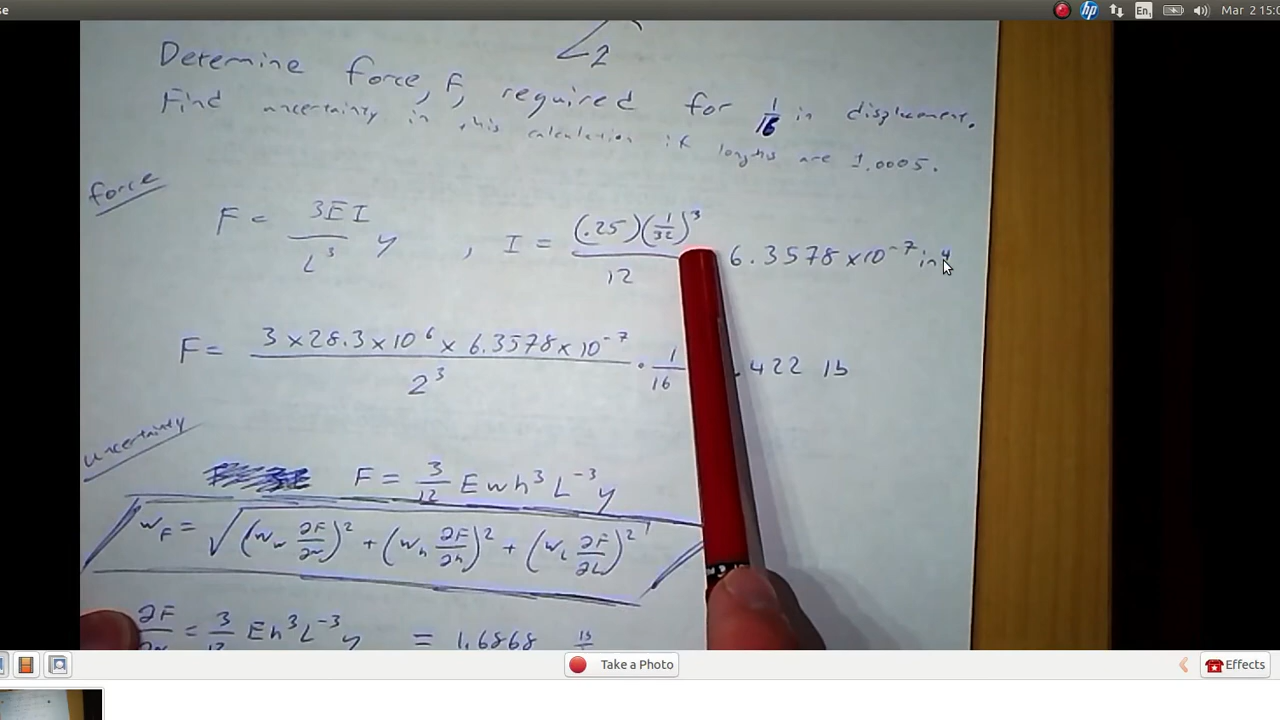 se En₁ Mar 2 15:0
2
Determine force, F, required for 1/16 in displacement.
Find uncertainty in this calculation if lengths are ±.0005.
force
F = 3EI/L³ y , I = (.25)(1/32)³/12 6.3578×10⁻⁷ in⁴
F = 3×28.3×10⁶×6.3578×10⁻⁷/2³ · 1/16 .422 lb
uncertainty
F = 3/12 E w h³ L⁻³ y
w_F = √((w_w ∂F/∂w)² + (w_h ∂F/∂h)² + (w_L ∂F/∂L)²)
∂F/∂w = 3/12 E h³ L⁻³ y = 1.6868
Take a Photo
Effects